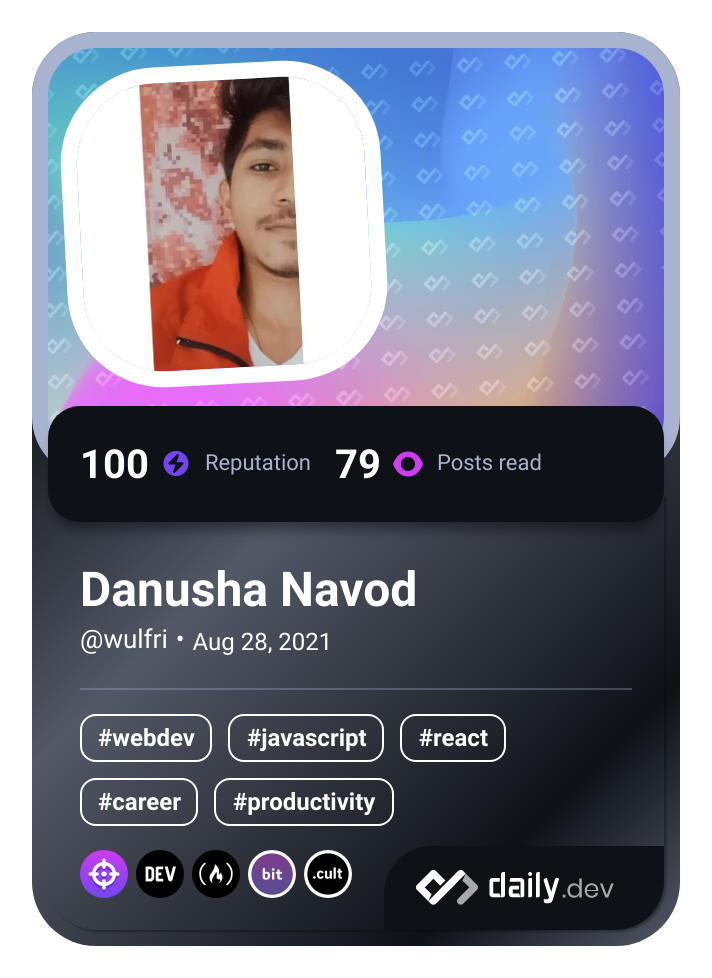 100 Reputation 79 Posts read
Danusha Navod
@wulfri • Aug 28, 2021
#webdev #javascript #react
#career #productivity
DEV bit .cult daily.dev